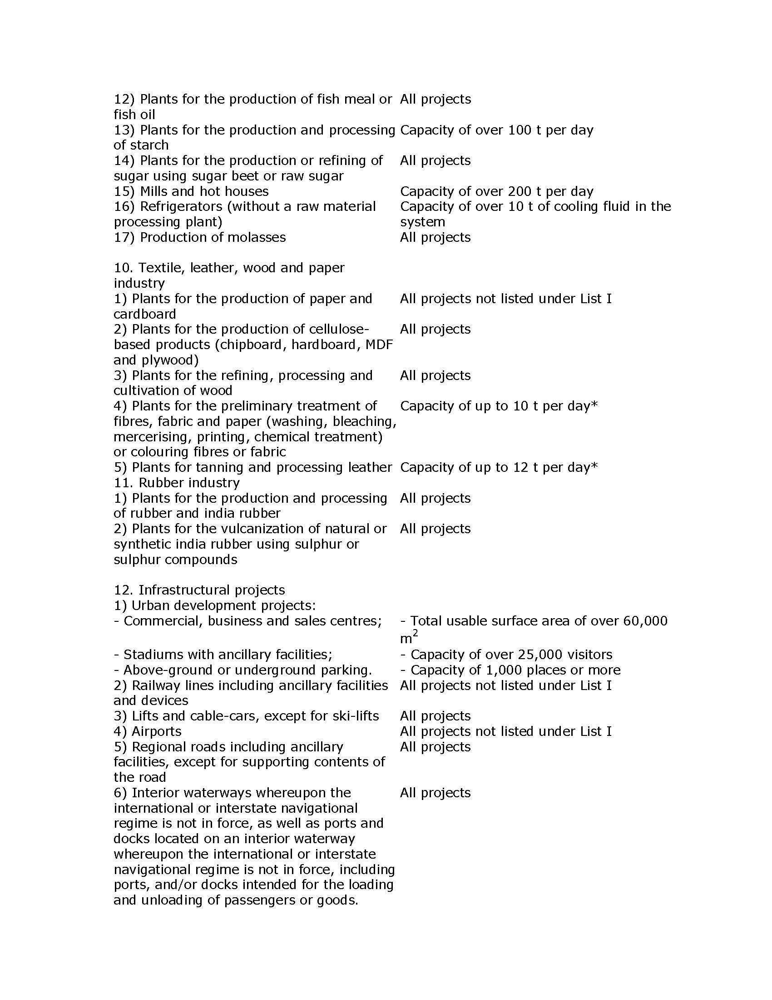 12) Plants for the production of fish meal or All projects
fish oil
13) Plants for the production and processing Capacity of over 100 t per day
of starch
14) Plants for the production or refining of All projects
sugar using sugar beet or raw sugar
15) Mills and hot houses Capacity of over 200 t per day
16) Refrigerators (without a raw material Capacity of over 10 t of cooling fluid in the
processing plant) system
17) Production of molasses All projects
10. Textile, leather, wood and paper
industry
1) Plants for the production of paper and All projects not listed under List I
cardboard
2) Plants for the production of cellulose- All projects
based products (chipboard, hardboard, MDF
and plywood)
3) Plants for the refining, processing and All projects
cultivation of wood
4) Plants for the preliminary treatment of Capacity of up to 10 t per day*
fibres, fabric and paper (washing, bleaching,
mercerising, printing, chemical treatment)
or colouring fibres or fabric
5) Plants for tanning and processing leather Capacity of up to 12 t per day*
11. Rubber industry
1) Plants for the production and processing All projects
of rubber and india rubber
2) Plants for the vulcanization of natural or All projects
synthetic india rubber using sulphur or
sulphur compounds
12. Infrastructural projects
1) Urban development projects:
- Commercial, business and sales centres; - Total usable surface area of over 60,000
m²
- Stadiums with ancillary facilities; - Capacity of over 25,000 visitors
- Above-ground or underground parking. - Capacity of 1,000 places or more
2) Railway lines including ancillary facilities All projects not listed under List I
and devices
3) Lifts and cable-cars, except for ski-lifts All projects
4) Airports All projects not listed under List I
5) Regional roads including ancillary All projects
facilities, except for supporting contents of
the road
6) Interior waterways whereupon the All projects
international or interstate navigational
regime is not in force, as well as ports and
docks located on an interior waterway
whereupon the international or interstate
navigational regime is not in force, including
ports, and/or docks intended for the loading
and unloading of passengers or goods.